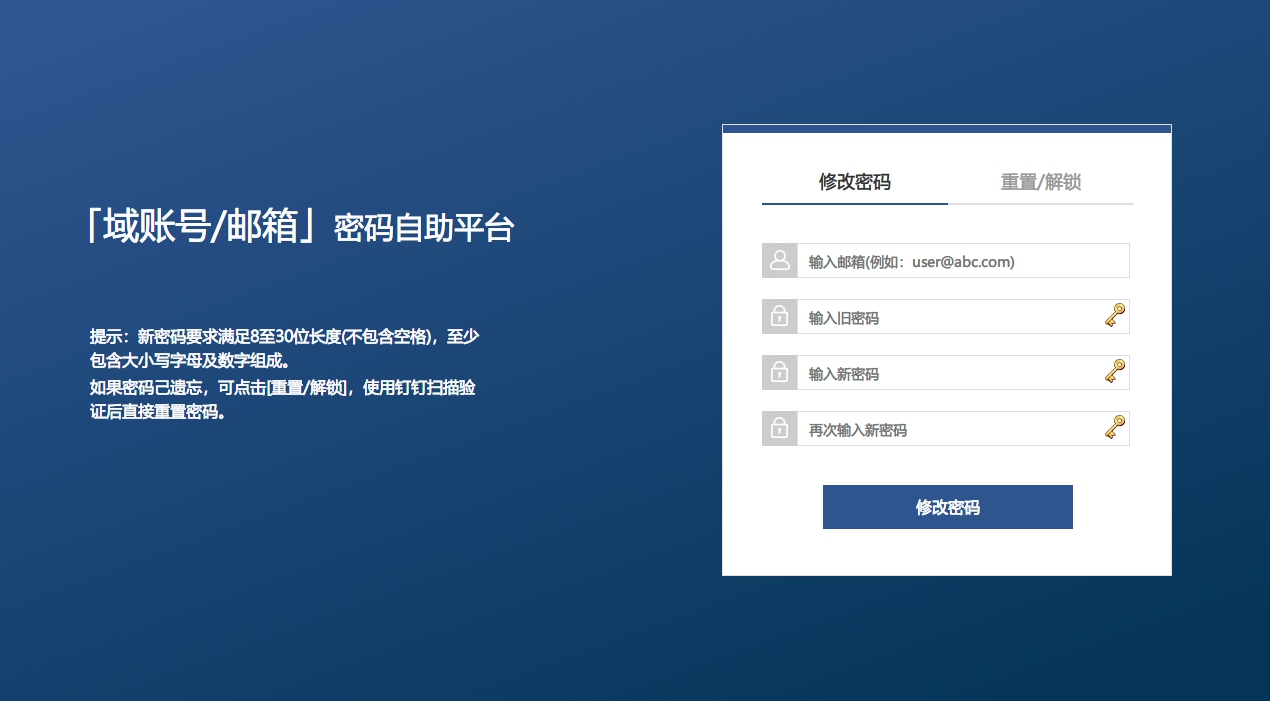 「域账号/邮箱」密码自助平台
提示：新密码要求满足8至30位长度(不包含空格)，至少
包含大小写字母及数字组成。
如果密码己遗忘，可点击[重置/解锁]，使用钉钉扫描验
证后直接重置密码。
修改密码
重置/解锁
输入邮箱(例如：user@abc.com)
输入旧密码
输入新密码
再次输入新密码
修改密码